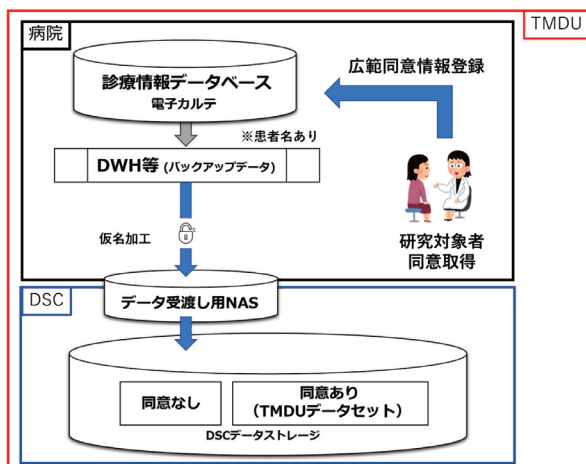 TMDU
病院
診療情報データベース
電子カルテ
広範同意情報登録
※患者名あり
DWH等 (バックアップデータ)
仮名加工
研究対象者
同意取得
DSC
データ受渡し用NAS
同意なし
同意あり
（TMDUデータセット）
DSCデータストレージ